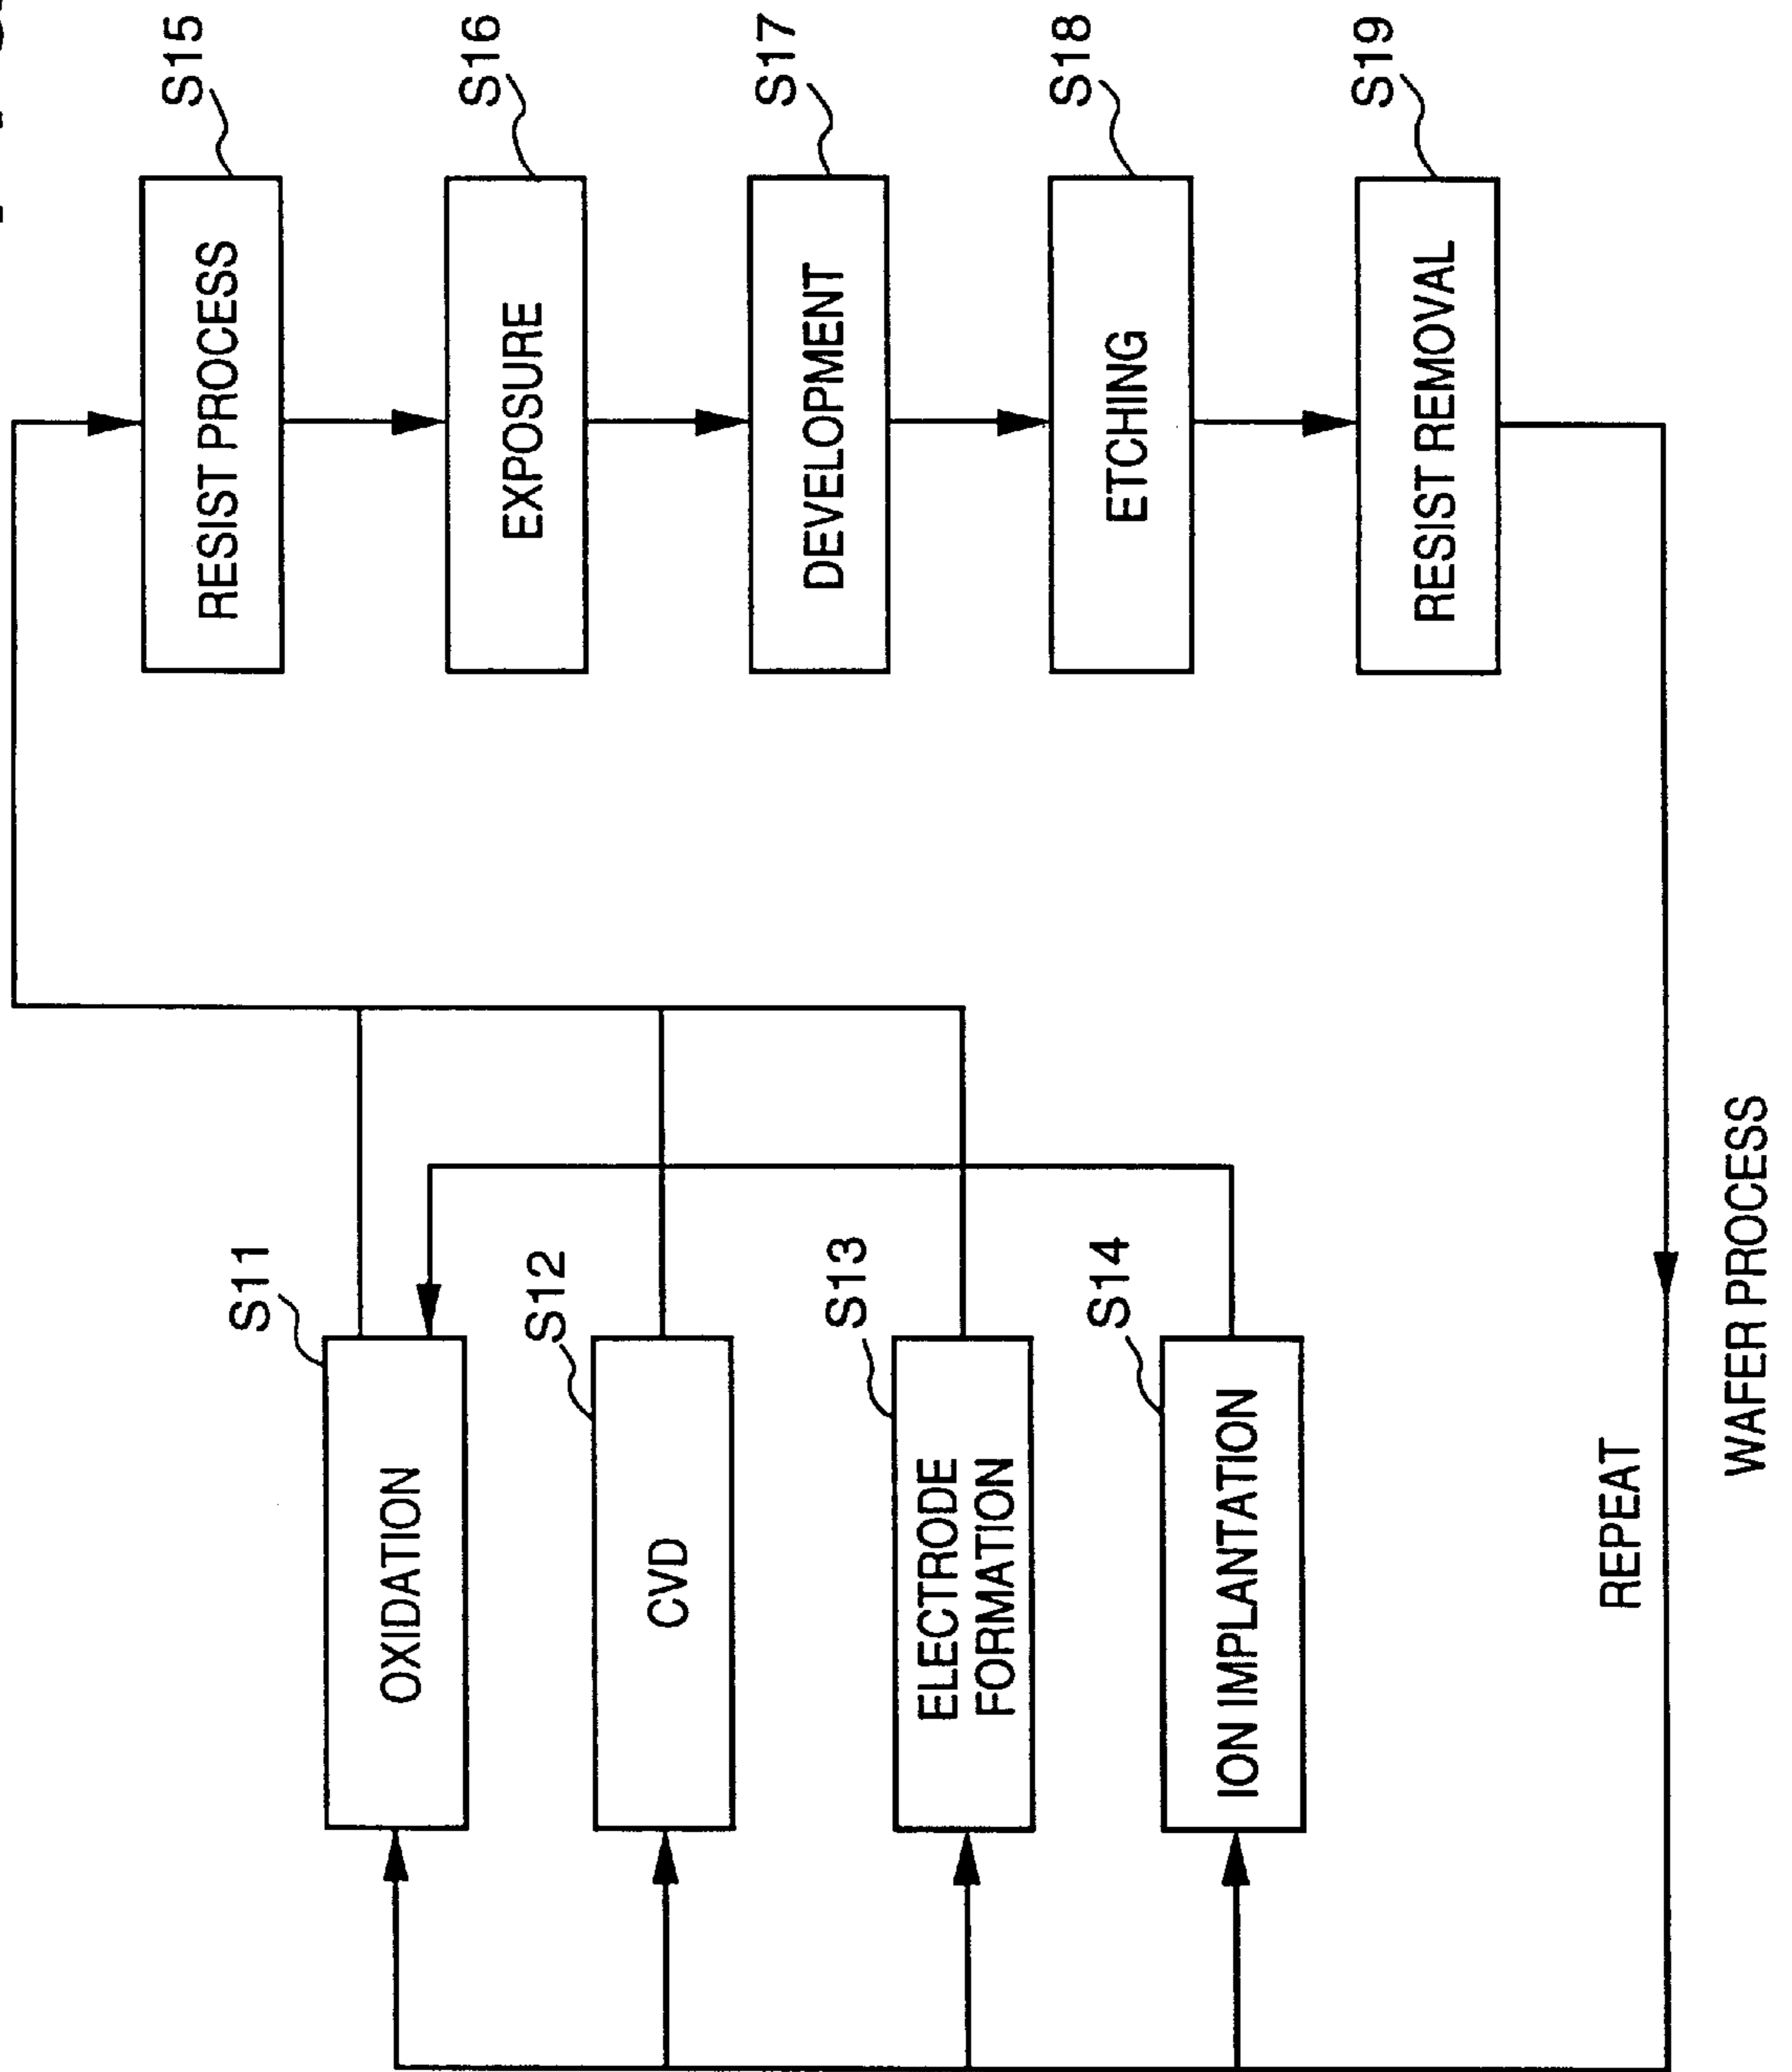 S11
OXIDATION
S12
CVD
S13
ELECTRODE
FORMATION
S14
ION IMPLANTATION
S15
RESIST PROCESS
S16
EXPOSURE
S17
DEVELOPMENT
S18
ETCHING
S19
RESIST REMOVAL
REPEAT
WAFER PROCESS